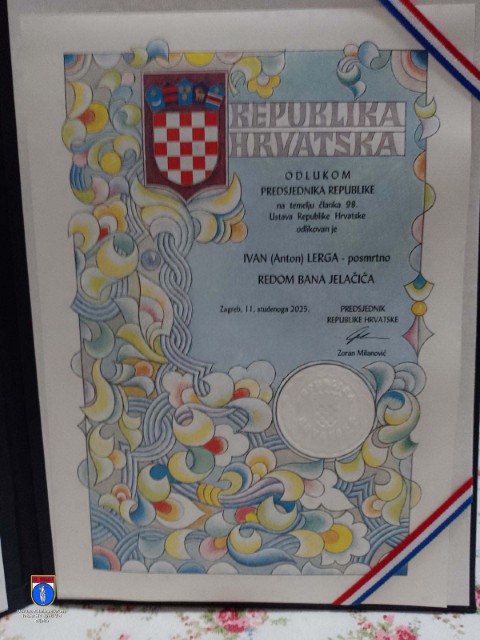 REPUBLIKA
HRVATSKA
ODLUKOM
PREDSJEDNIKA REPUBLIKE
na temelju članka 98.
Ustava Republike Hrvatske
odlikovan je
IVAN (Anton) LERGA - posmrtno
REDOM BANA JELAČIĆA
Zagreb, 11. studenoga 2025.
PREDSJEDNIK
REPUBLIKE HRVATSKE
Zoran Milanović